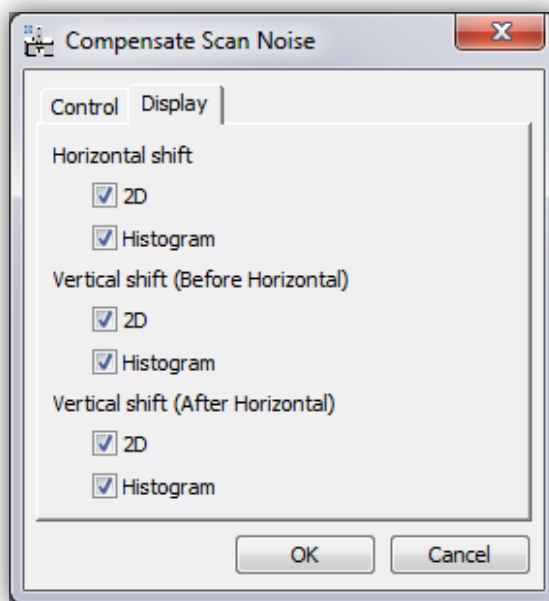 Compensate Scan Noise
Control Display
Horizontal shift
2D
Histogram
Vertical shift (Before Horizontal)
2D
Histogram
Vertical shift (After Horizontal)
2D
Histogram
OK Cancel